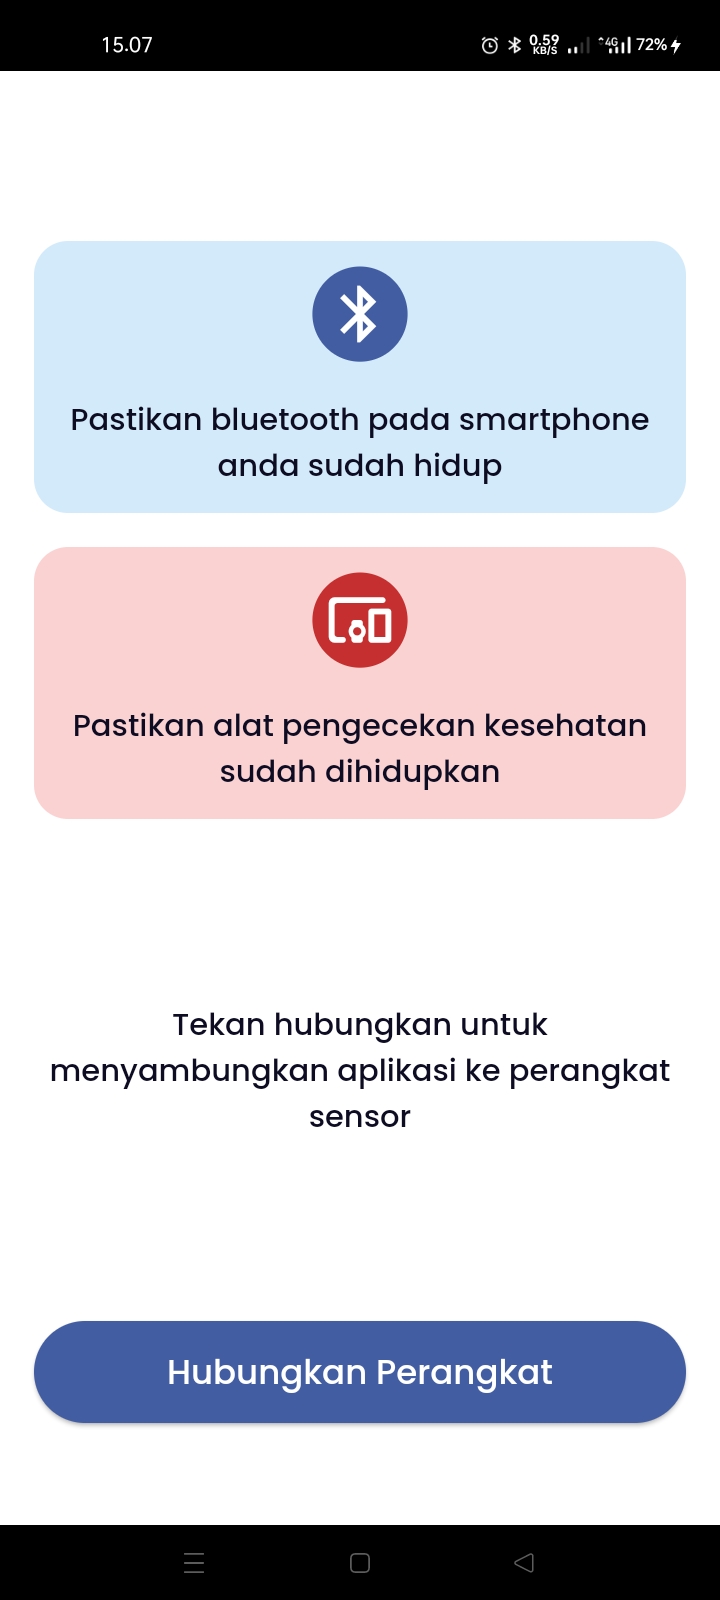 15.07
0.59
KB/S
4G
72%
Pastikan bluetooth pada smartphone
anda sudah hidup
Pastikan alat pengecekan kesehatan
sudah dihidupkan
Tekan hubungkan untuk
menyambungkan aplikasi ke perangkat
sensor
Hubungkan Perangkat